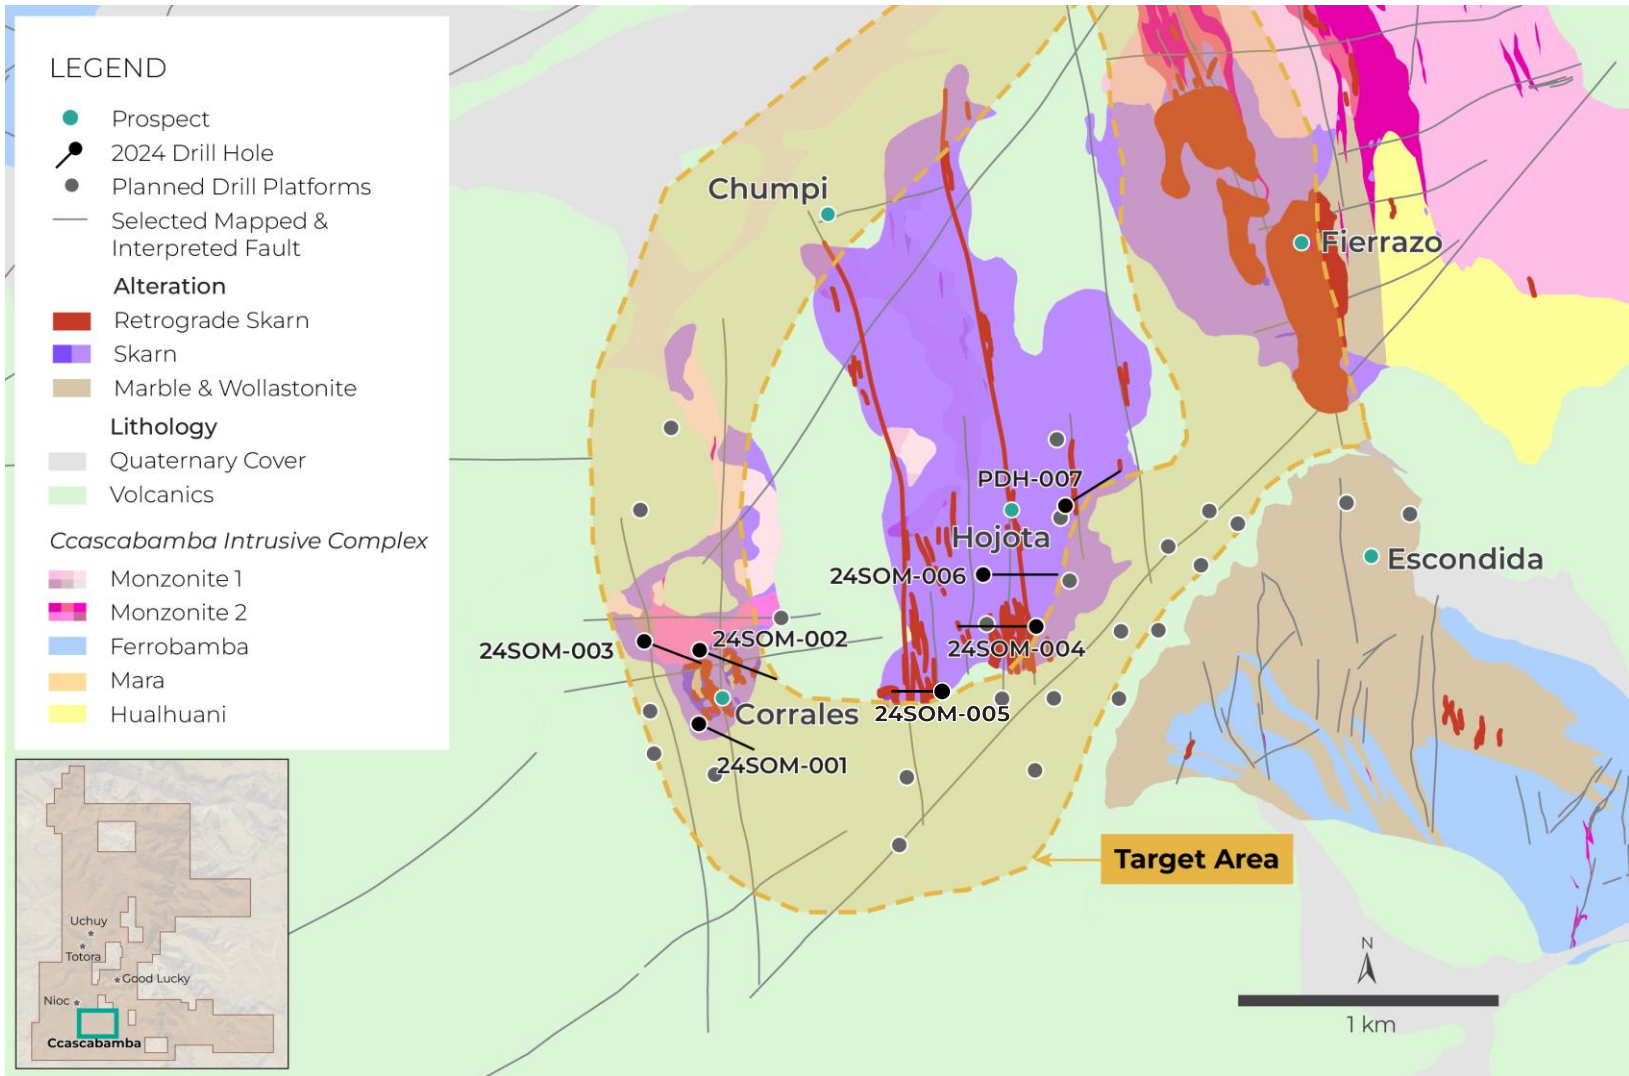 LEGEND
Prospect
2024 Drill Hole
Planned Drill Platforms
Selected Mapped &
Interpreted Fault
Alteration
Retrograde Skarn
Skarn
Marble & Wollastonite
Lithology
Quaternary Cover
Volcanics
Ccascabamba Intrusive Complex
Monzonite 1
Monzonite 2
Ferrobamba
Mara
Hualhuani
Chumpi
Fierrazo
PDH-007
Hojota
Escondida
24SOM-006
24SOM-003
24SOM-002
24SOM-004
Corrales
24SOM-005
24SOM-001
Target Area
N
1 km
Uchuy
Totora
Good Lucky
Nioc
Ccascabamba